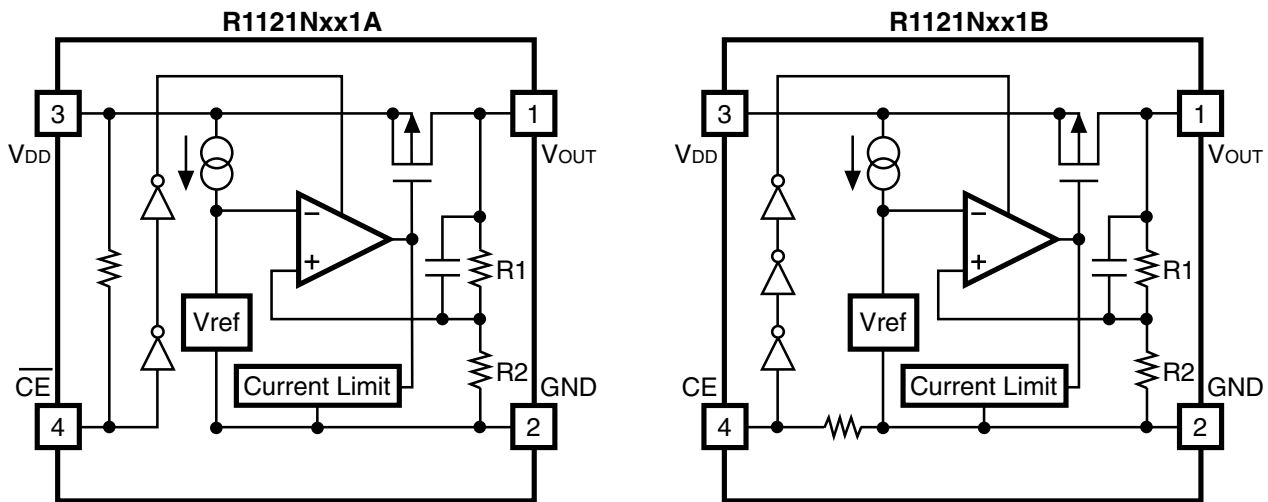 R1121Nxx1A
3
1
VDD
VOUT
−
+
R1
Vref
R2
Current Limit
CE
GND
4
2
R1121Nxx1B
3
1
VDD
VOUT
−
+
R1
Vref
R2
Current Limit
CE
GND
4
2